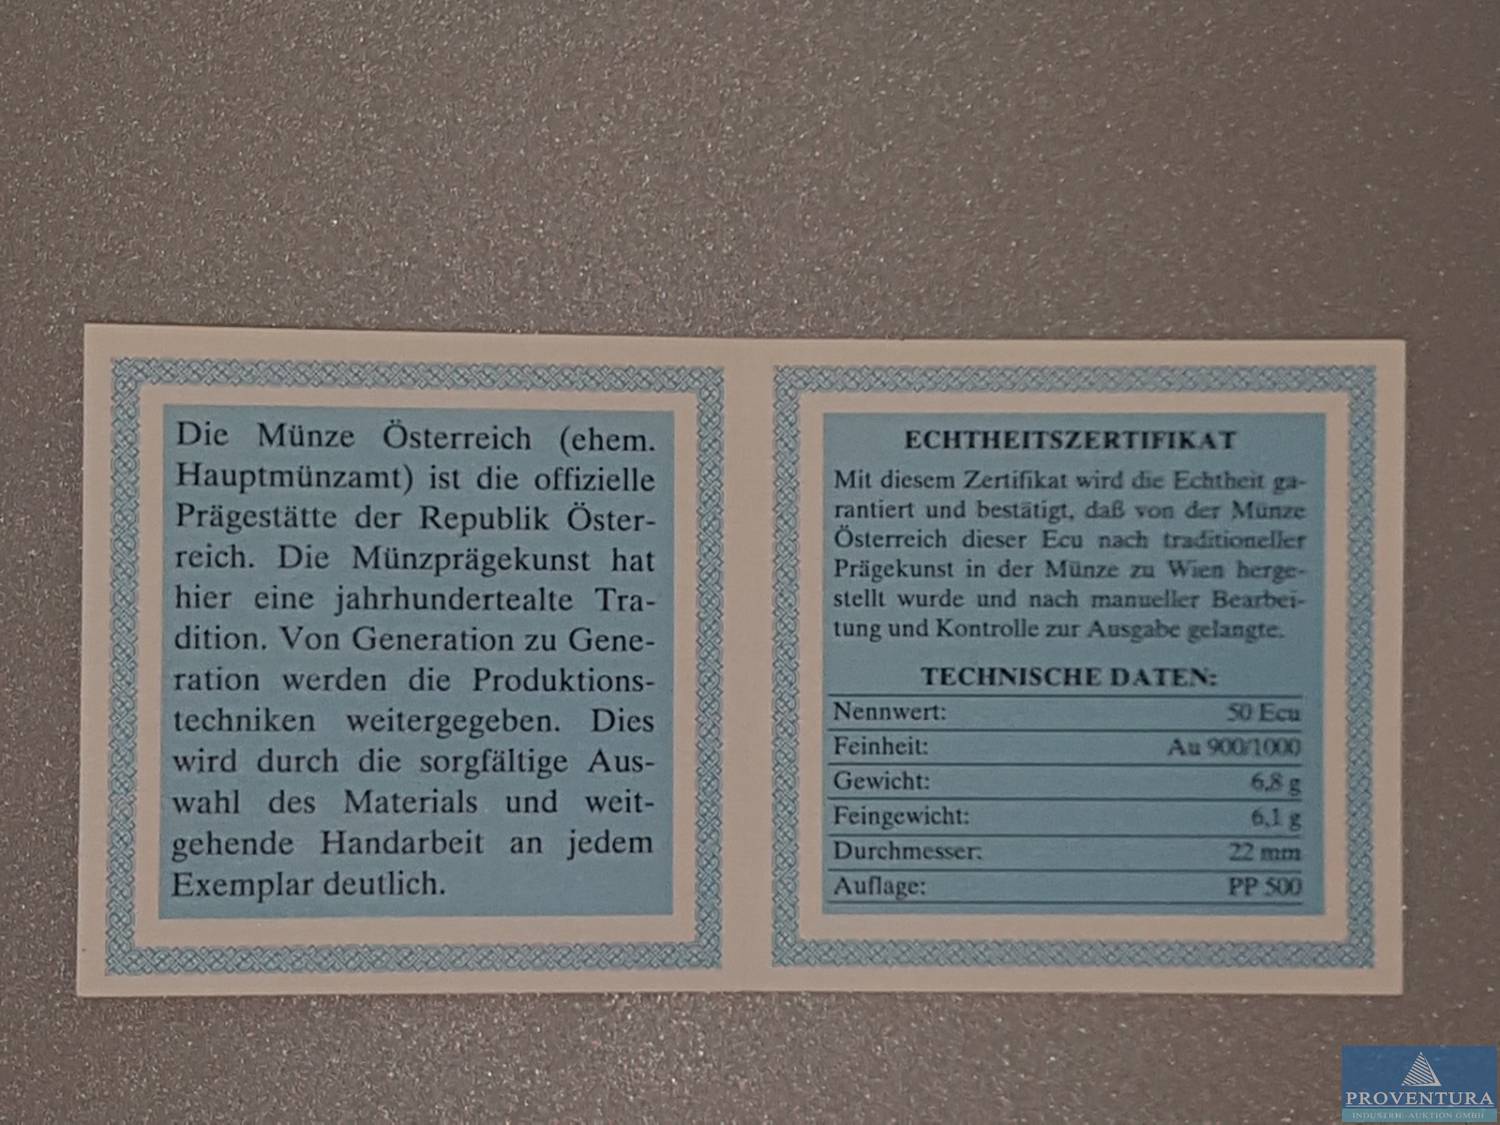 Die Münze Österreich (ehem.
Hauptmünzamt) ist die offizielle
Prägestätte der Republik Öster-
reich. Die Münzprägekunst hat
hier eine jahrhundertealte Tra-
dition. Von Generation zu Gene-
ration werden die Produktions-
techniken weitergegeben. Dies
wird durch die sorgfältige Aus-
wahl des Materials und weit-
gehende Handarbeit an jedem
Exemplar deutlich.
ECHTHEITSZERTIFIKAT
Mit diesem Zertifikat wird die Echtheit ga-
rantiert und bestätigt, daß von der Münze
Österreich dieser Ecu nach traditioneller
Prägekunst in der Münze zu Wien herge-
stellt wurde und nach manueller Bearbei-
tung und Kontrolle zur Ausgabe gelangte.
TECHNISCHE DATEN:
Nennwert: 50 Ecu
Feinheit: Au 900/1000
Gewicht: 6,8 g
Feingewicht: 6,1 g
Durchmesser: 22 mm
Auflage: PP 500
PROVENTURA
INDUSTRIE-AUKTION GMBH